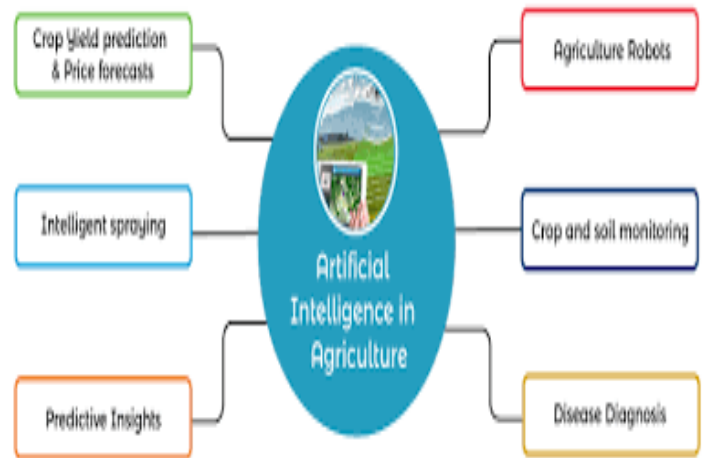 Crop Yield prediction
& Price forecasts
Agriculture Robots
Intelligent spraying
Crop and soil monitoring
Artificial
Intelligence in
Agriculture
Predictive Insights
Disease Diagnosis